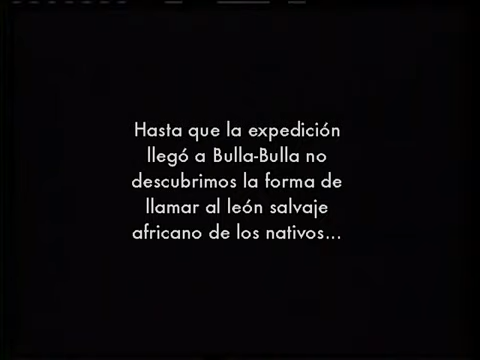 Hasta que la expedición
llegó a Bulla-Bulla no
descubrimos la forma de
llamar al león salvaje
africano de los nativos...